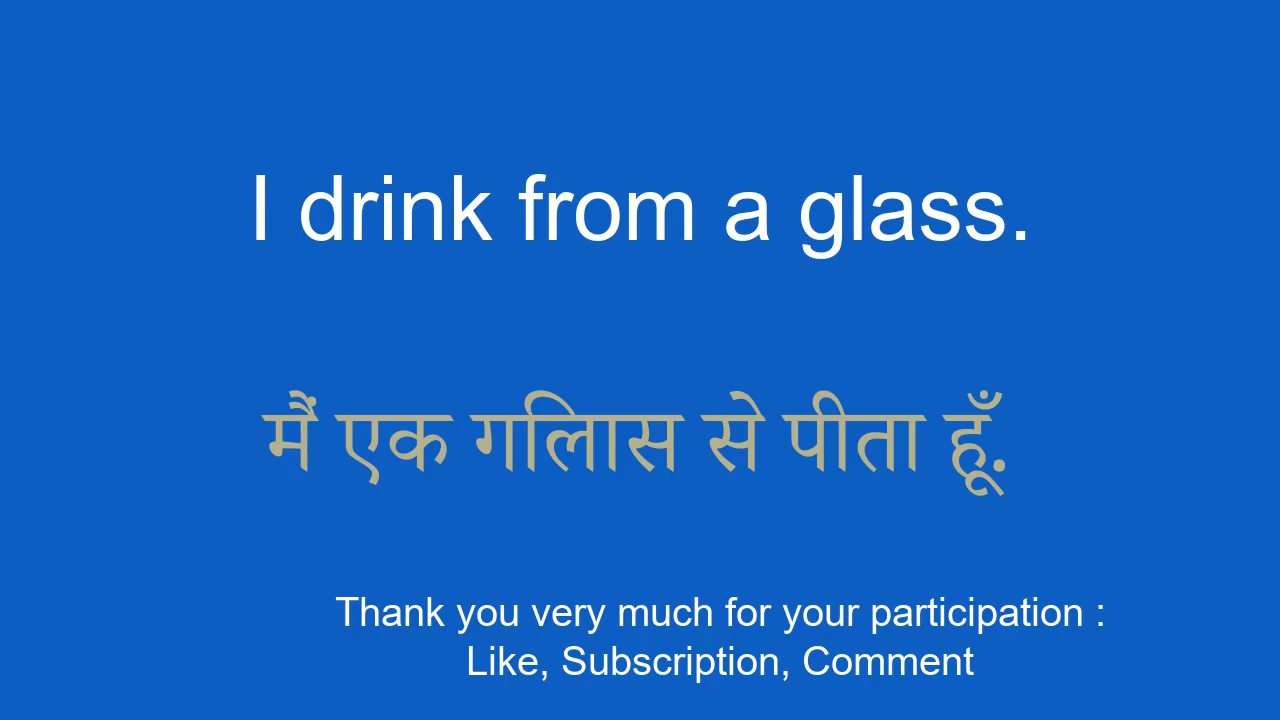 I drink from a glass.
मैं एक गलिास से पीता हूँ.
Thank you very much for your participation :
Like, Subscription, Comment